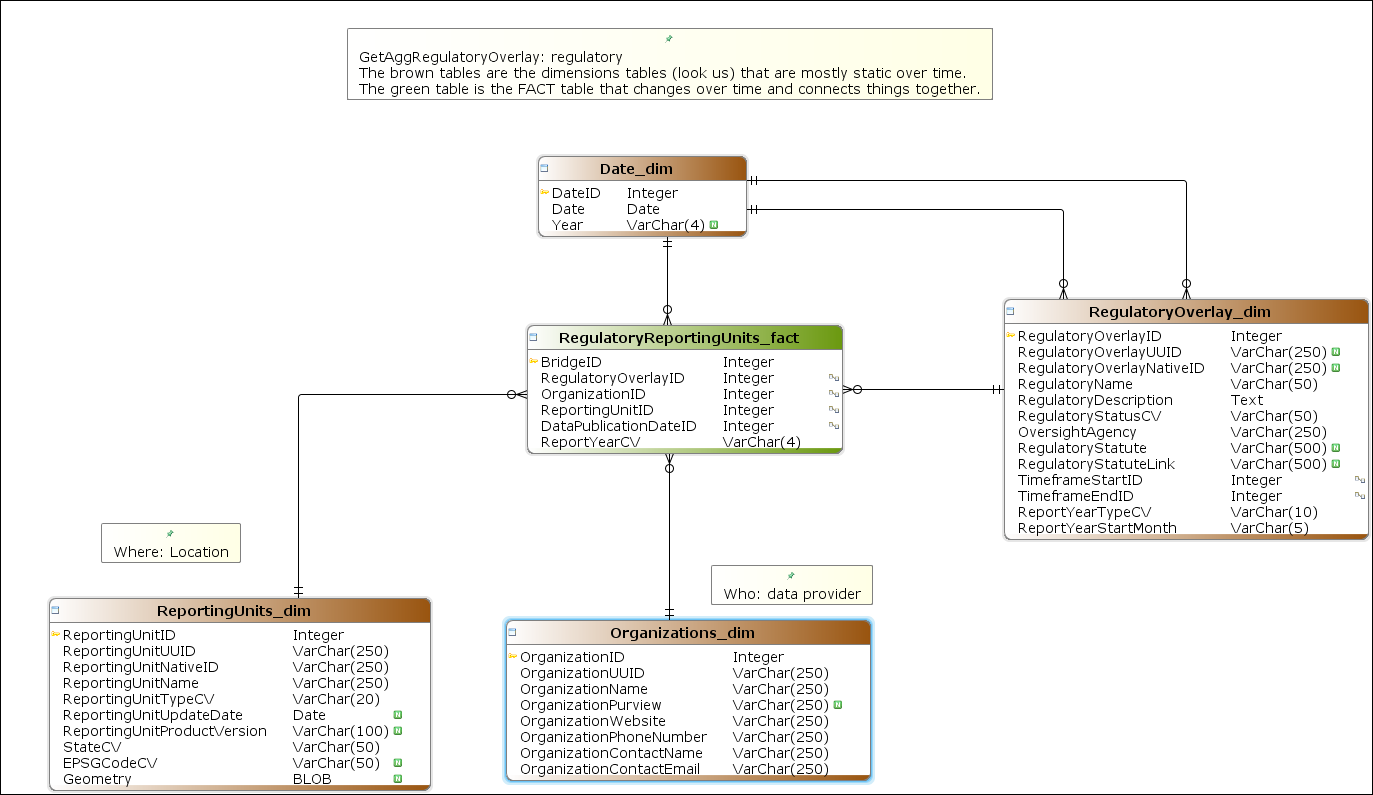 GetAggRegulatoryOverlay: regulatory
The brown tables are the dimensions tables (look us) that are mostly static over time.
The green table is the FACT table that changes over time and connects things together.
Date_dim
DateID Integer
Date Date
Year VarChar(4) N
RegulatoryOverlay_dim
RegulatoryOverlayID Integer
RegulatoryOverlayUUID VarChar(250) N
RegulatoryOverlayNativeID VarChar(250) N
RegulatoryName VarChar(50)
RegulatoryDescription Text
RegulatoryStatusCV VarChar(50)
OversightAgency VarChar(250)
RegulatoryStatute VarChar(500) N
RegulatoryStatuteLink VarChar(500) N
TimeframeStartID Integer
TimeframeEndID Integer
ReportYearTypeCV VarChar(10)
ReportYearStartMonth VarChar(5)
RegulatoryReportingUnits_fact
BridgeID Integer
RegulatoryOverlayID Integer
OrganizationID Integer
ReportingUnitID Integer
DataPublicationDateID Integer
ReportYearCV VarChar(4)
Where: Location
Who: data provider
ReportingUnits_dim
ReportingUnitID Integer
ReportingUnitUUID VarChar(250)
ReportingUnitNativeID VarChar(250)
ReportingUnitName VarChar(250)
ReportingUnitTypeCV VarChar(20)
ReportingUnitUpdateDate Date N
ReportingUnitProductVersion VarChar(100) N
StateCV VarChar(50)
EPSGCodeCV VarChar(50) N
Geometry BLOB N
Organizations_dim
OrganizationID Integer
OrganizationUUID VarChar(250)
OrganizationName VarChar(250)
OrganizationPurview VarChar(250) N
OrganizationWebsite VarChar(250)
OrganizationPhoneNumber VarChar(250)
OrganizationContactName VarChar(250)
OrganizationContactEmail VarChar(250)